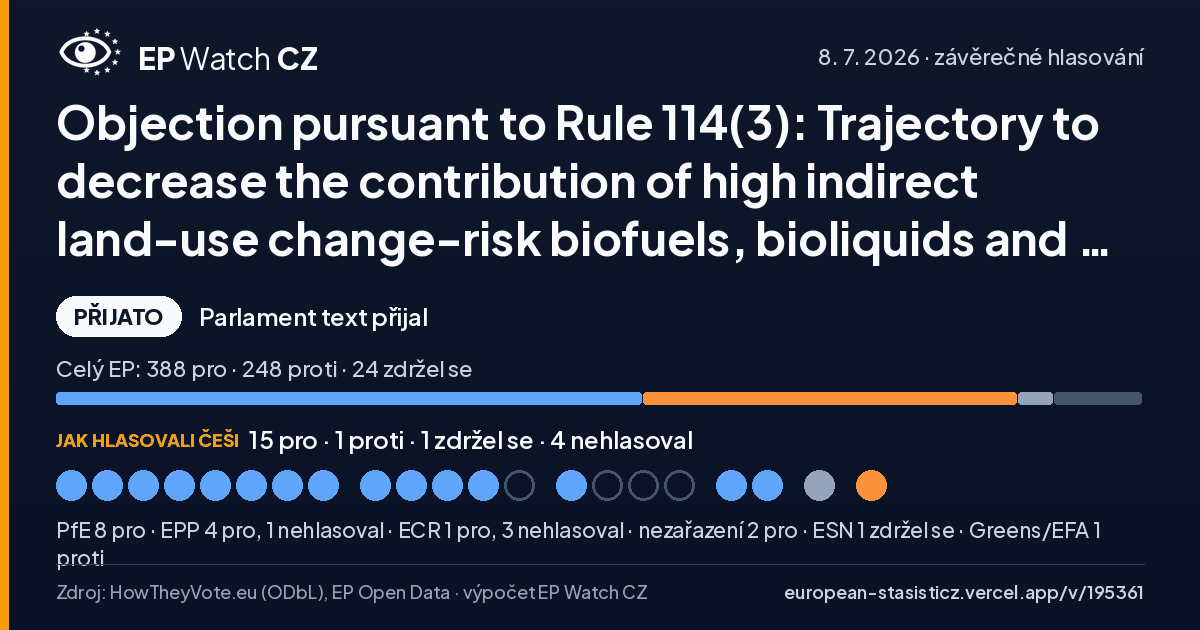 EP Watch CZ
8. 7. 2026 · závěrečné hlasování
Objection pursuant to Rule 114(3): Trajectory to
decrease the contribution of high indirect
land-use change-risk biofuels, bioliquids and …
PŘIJATO Parlament text přijal
Celý EP: 388 pro · 248 proti · 24 zdržel se
JAK HLASOVALI ČEŠI 15 pro · 1 proti · 1 zdržel se · 4 nehlasoval
PfE 8 pro · EPP 4 pro, 1 nehlasoval · ECR 1 pro, 3 nehlasoval · nezařazení 2 pro · ESN 1 zdržel se · Greens/EFA 1
proti
Zdroj: HowTheyVote.eu (ODbL), EP Open Data · výpočet EP Watch CZ
european-stasisticz.vercel.app/v/195361